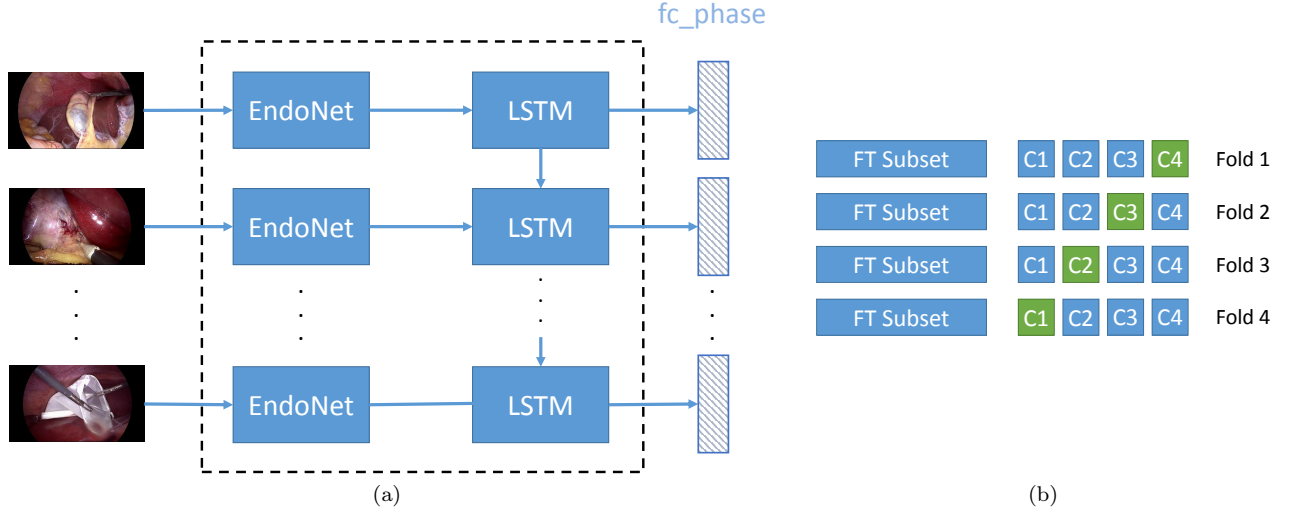 fc_phase
EndoNet LSTM
EndoNet LSTM
EndoNet LSTM
(a)
FT Subset C1 C2 C3 C4 Fold 1
FT Subset C1 C2 C3 C4 Fold 2
FT Subset C1 C2 C3 C4 Fold 3
FT Subset C1 C2 C3 C4 Fold 4
(b)